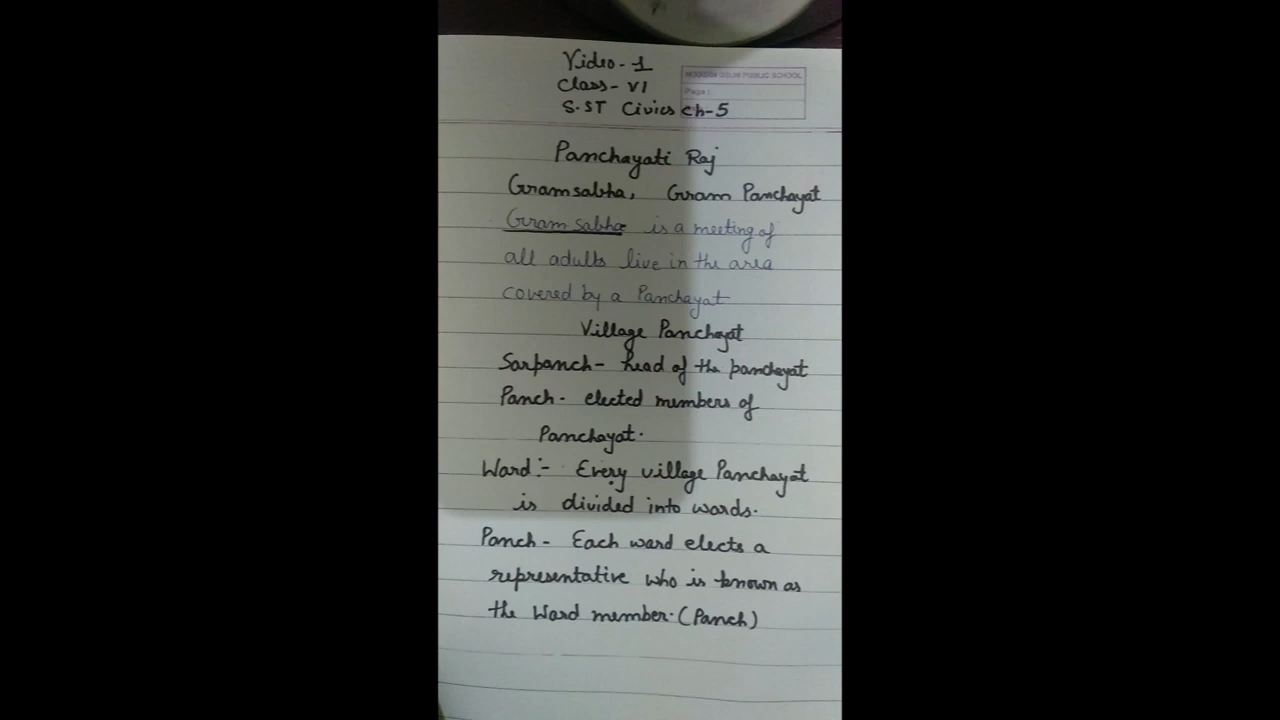 Video-1
Class-VI
S.ST Civics Ch-5
PUBLIC SCHOOL
Page :
Panchayati Raj
Gramsabha, Gram Panchayat
Gram sabha is a meeting of
all adults live in the area
covered by a Panchayat
Village Panchayat
Sarpanch- head of the panchayat
Panch- elected members of
Panchayat.
Ward:- Every village Panchayat
is divided into wards.
Panch- Each ward elects a
representative who is known as
the Ward member. (Panch)